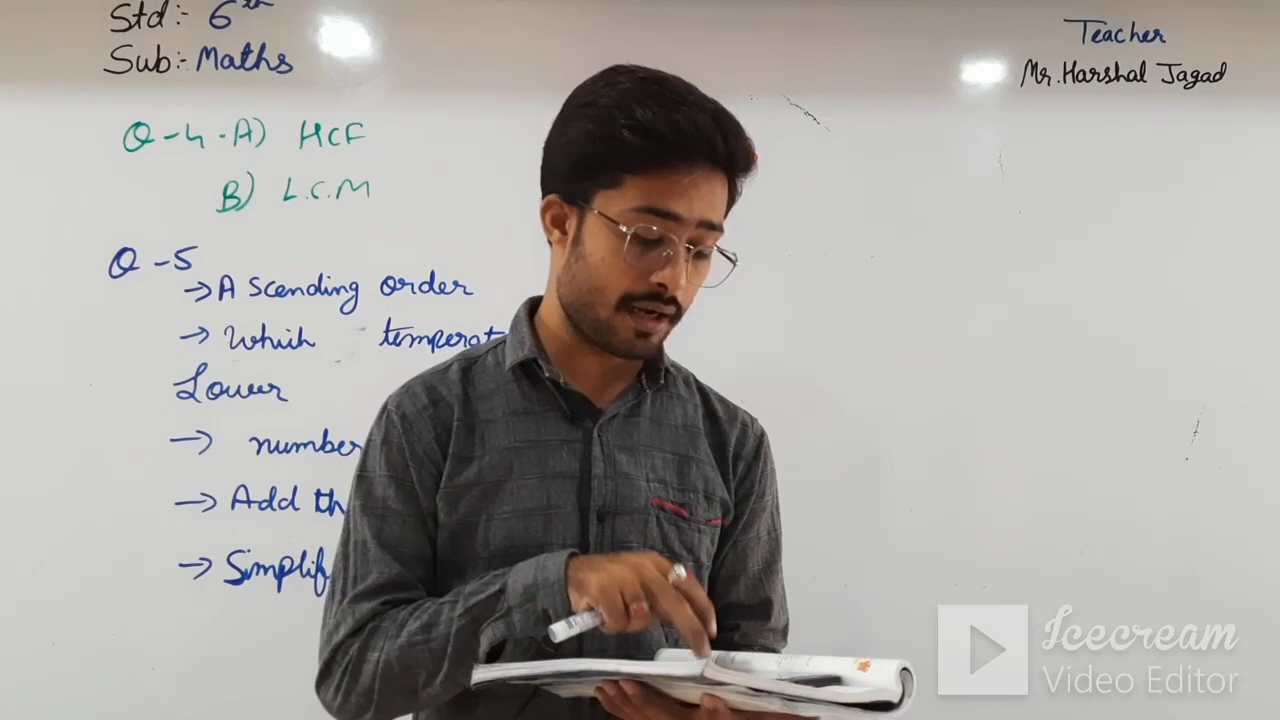 Std:- 6th
Sub:- Maths
Teacher
Mr. Harshal Jagad
Q-4.A) HCF
B) L.C.M
Q-5
→ Ascending order
→ Which temperat
Lower
→ number
→ Add th
→ Simplif
Icecream
Video Editor